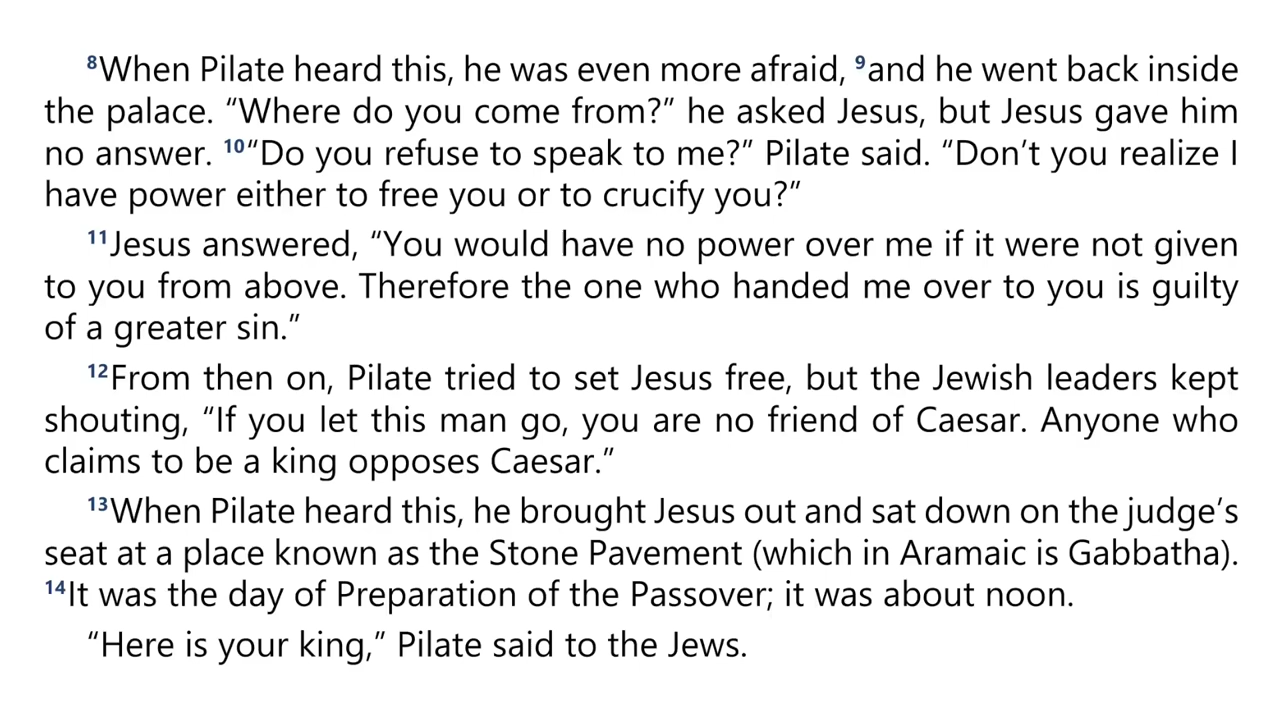 ⁸When Pilate heard this, he was even more afraid, ⁹and he went back inside
the palace. “Where do you come from?” he asked Jesus, but Jesus gave him
no answer. ¹⁰“Do you refuse to speak to me?” Pilate said. “Don’t you realize I
have power either to free you or to crucify you?”
¹¹Jesus answered, “You would have no power over me if it were not given
to you from above. Therefore the one who handed me over to you is guilty
of a greater sin.”
¹²From then on, Pilate tried to set Jesus free, but the Jewish leaders kept
shouting, “If you let this man go, you are no friend of Caesar. Anyone who
claims to be a king opposes Caesar.”
¹³When Pilate heard this, he brought Jesus out and sat down on the judge’s
seat at a place known as the Stone Pavement (which in Aramaic is Gabbatha).
¹⁴It was the day of Preparation of the Passover; it was about noon.
“Here is your king,” Pilate said to the Jews.